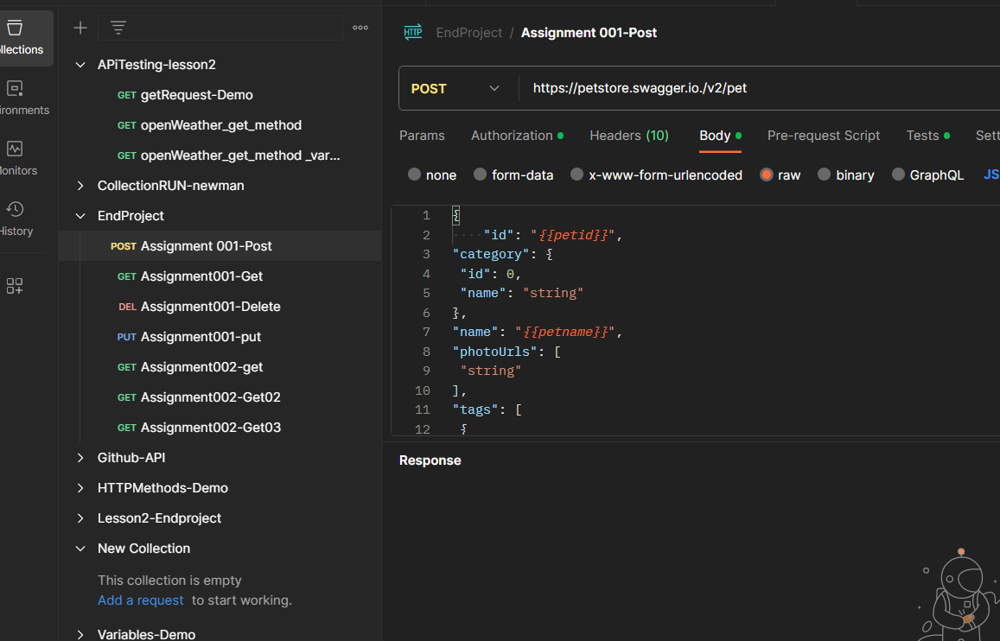 llections
ironments
onitors
History
APiTesting-lesson2
GET getRequest-Demo
GET openWeather_get_method
GET openWeather_get_method _var...
CollectionRUN-newman
EndProject
POST Assignment 001-Post
GET Assignment001-Get
DEL Assignment001-Delete
PUT Assignment001-put
GET Assignment002-get
GET Assignment002-Get02
GET Assignment002-Get03
Github-API
HTTPMethods-Demo
Lesson2-Endproject
New Collection
This collection is empty
Add a request to start working.
Variables-Demo
HTTP EndProject / Assignment 001-Post
POST https://petstore.swagger.io./v2/pet
Params Authorization Headers (10) Body Pre-request Script Tests Sett
none form-data x-www-form-urlencoded raw binary GraphQL JS
1 {
2 ····"id": "{{petid}}",
3 "category": {
4 "id": 0,
5 "name": "string"
6 },
7 "name": "{{petname}}",
8 "photoUrls": [
9 "string"
10 ],
11 "tags": [
12 {
Response